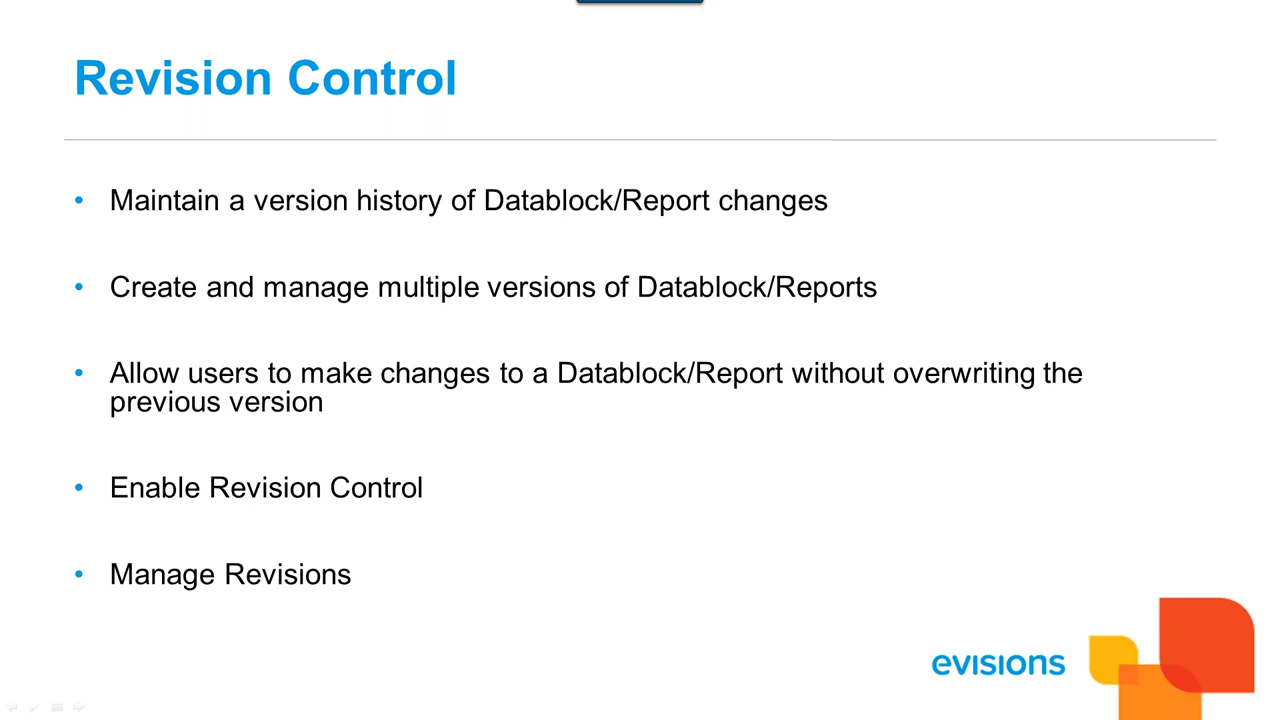 Revision Control
• Maintain a version history of Datablock/Report changes
• Create and manage multiple versions of Datablock/Reports
• Allow users to make changes to a Datablock/Report without overwriting the
previous version
• Enable Revision Control
• Manage Revisions
evisions